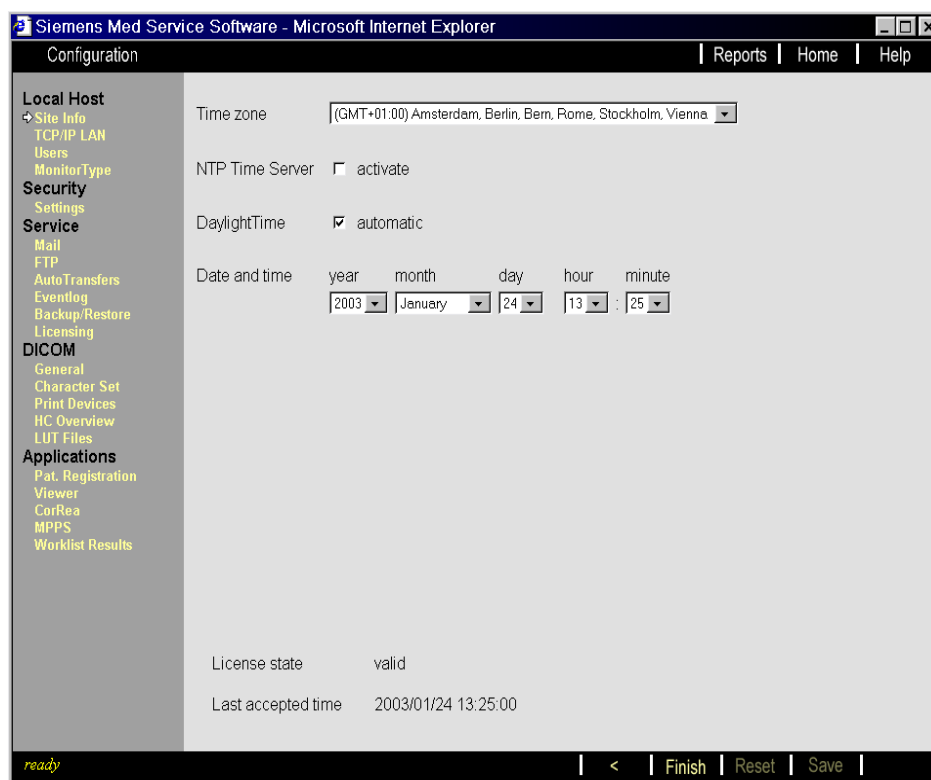 Siemens Med Service Software - Microsoft Internet Explorer
Configuration
Reports
Home
Help
Local Host
Site Info
TCP/IP LAN
Users
MonitorType
Security
Settings
Service
Mail
FTP
AutoTransfers
Eventlog
Backup/Restore
Licensing
DICOM
General
Character Set
Print Devices
HC Overview
LUT Files
Applications
Pat. Registration
Viewer
CorRea
MPPS
Worklist Results
Time zone (GMT+01:00) Amsterdam, Berlin, Bern, Rome, Stockholm, Vienna
NTP Time Server activate
DaylightTime automatic
Date and time year month day hour minute
2003 January 24 13 : 25
License state valid
Last accepted time 2003/01/24 13:25:00
ready
< Finish Reset Save